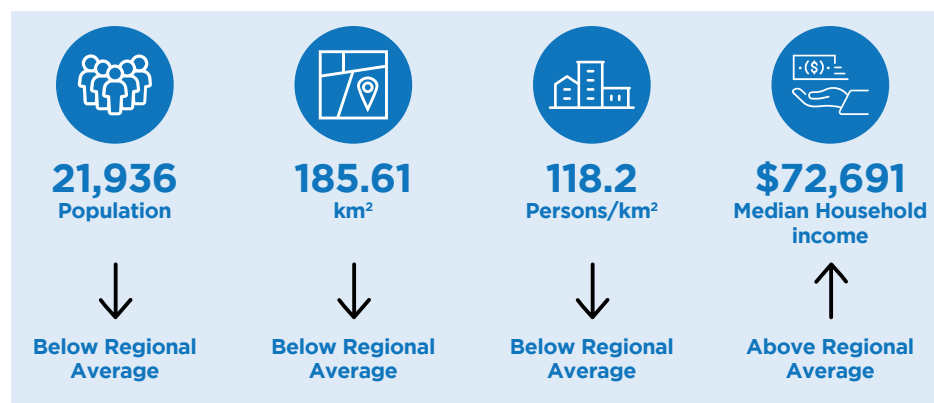 ($)
21,936
Population
Below Regional
Average
185.61
km²
Below Regional
Average
118.2
Persons/km²
Below Regional
Average
$72,691
Median Household
income
Above Regional
Average